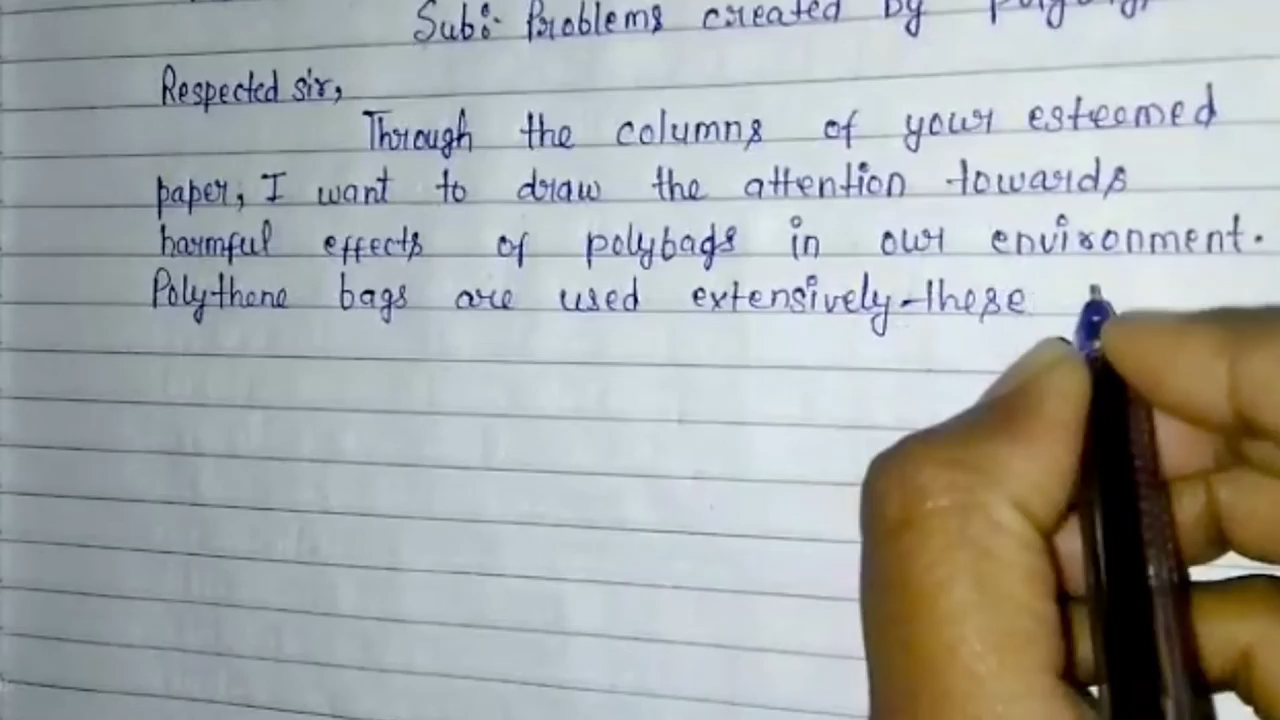 Sub:- Problems created by
Respected sir,
Through the columns of your esteemed
paper, I want to draw the attention towards
harmful effects of polybags in our environment.
Polythene bags are used extensively these